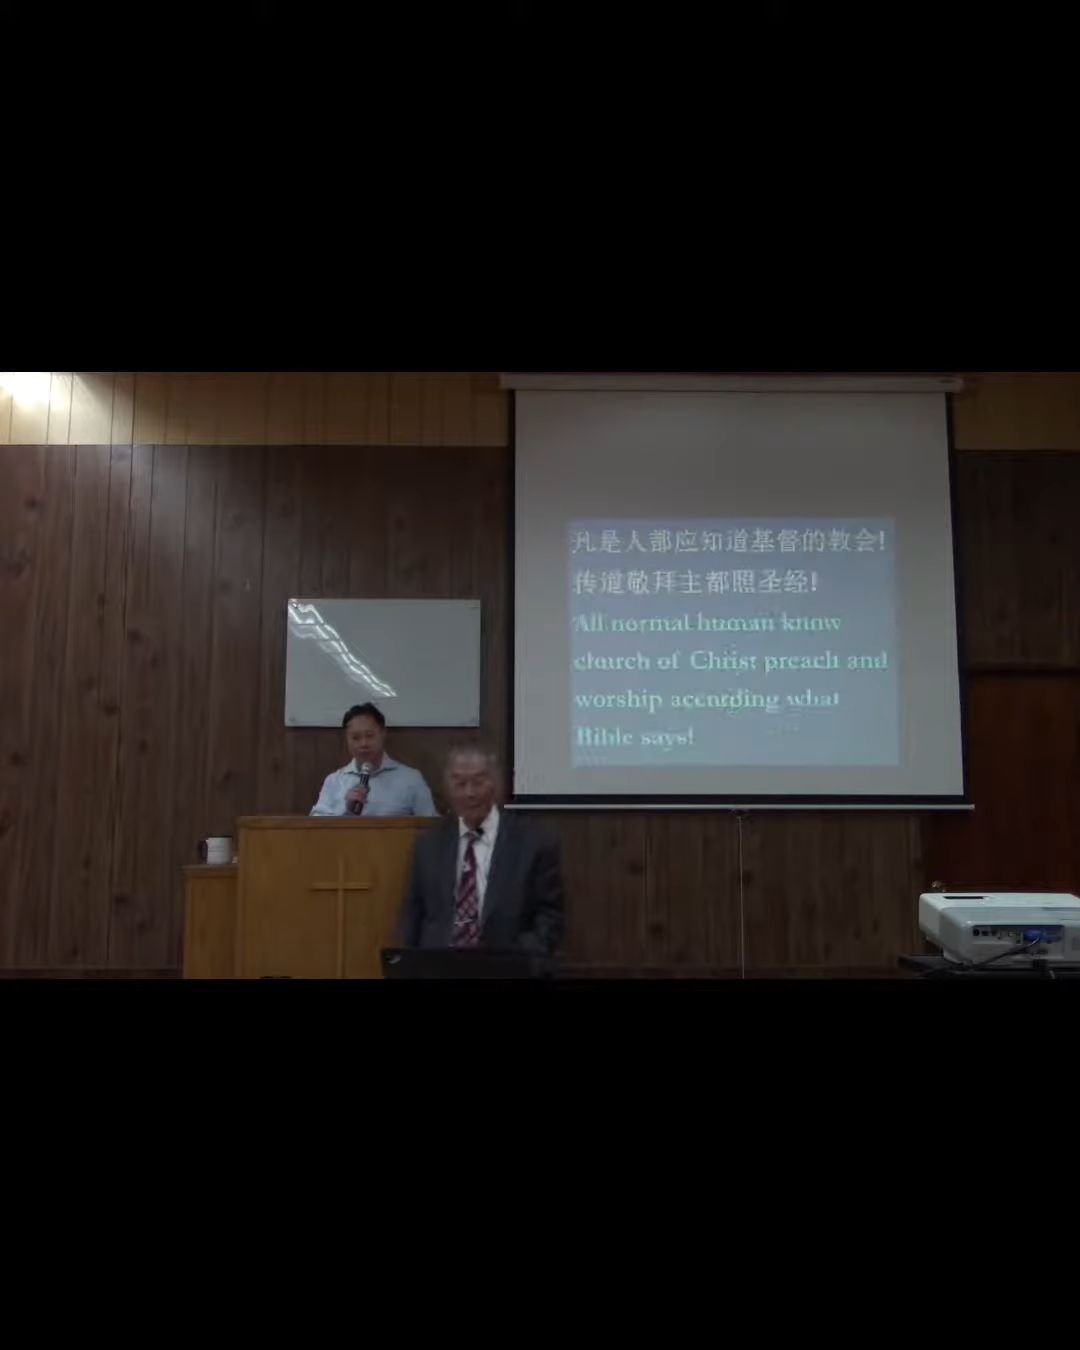 凡是人都应知道基督的教会!
传道敬拜主都照圣经!
All normal human know
church of Christ preach and
worship according what
Bible says!